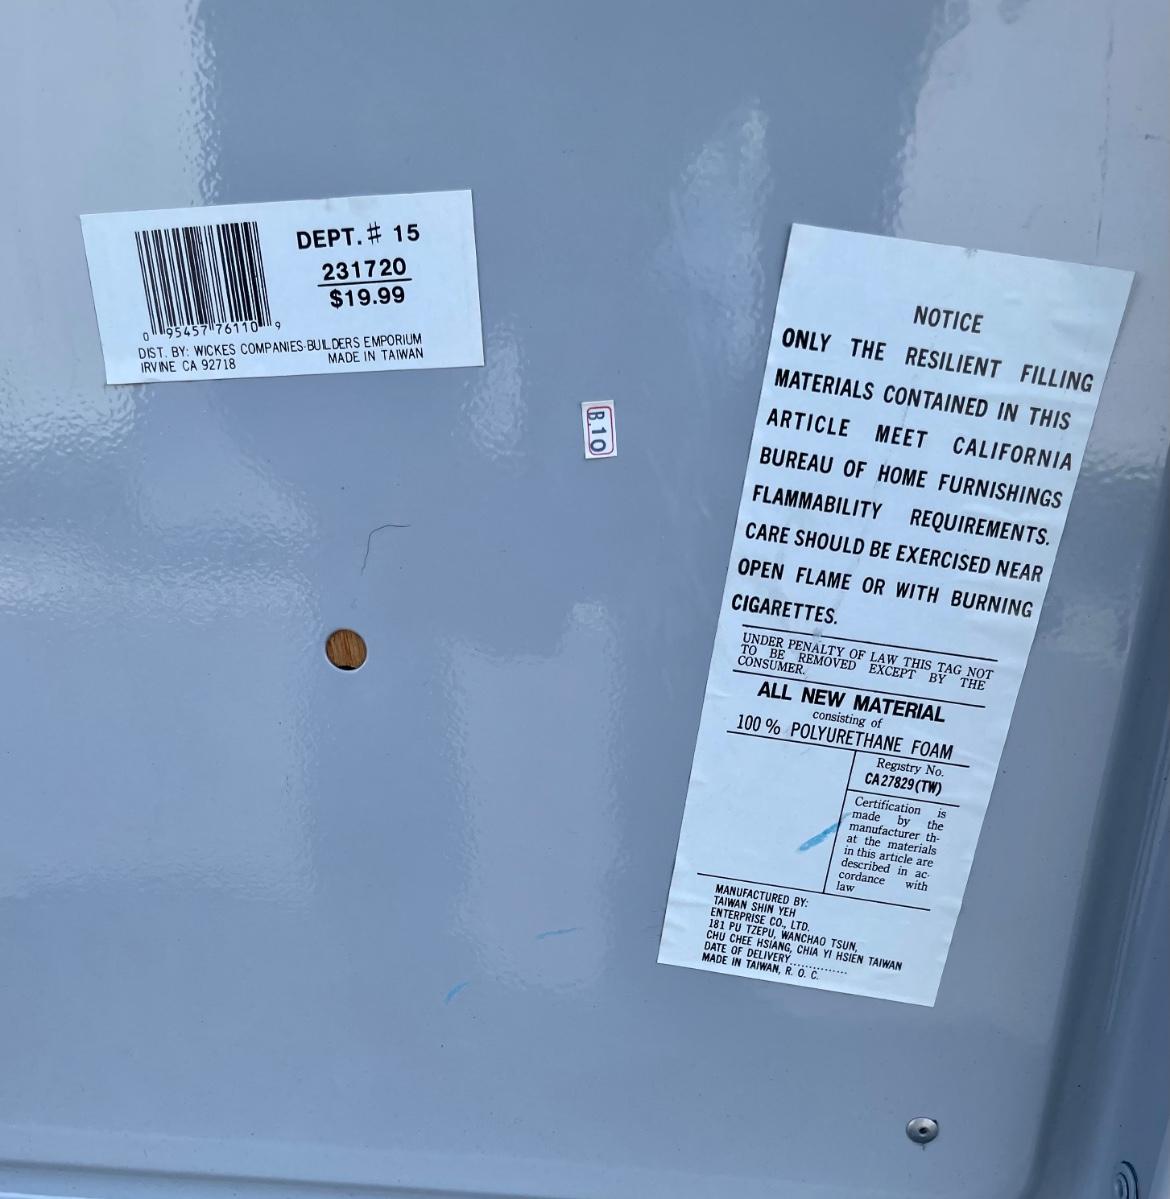 DEPT.# 15
231720
$19.99
0 95457 76110 9
DIST. BY: WICKES COMPANIES-BUILDERS EMPORIUM
IRVINE CA 92718 MADE IN TAIWAN
B.10
NOTICE
ONLY THE RESILIENT FILLING
MATERIALS CONTAINED IN THIS
ARTICLE MEET CALIFORNIA
BUREAU OF HOME FURNISHINGS
FLAMMABILITY REQUIREMENTS.
CARE SHOULD BE EXERCISED NEAR
OPEN FLAME OR WITH BURNING
CIGARETTES.
UNDER PENALTY OF LAW THIS TAG NOT
TO BE REMOVED EXCEPT BY THE
CONSUMER.
ALL NEW MATERIAL
consisting of
100 % POLYURETHANE FOAM
Registry No.
CA27829(TW)
Certification is
made by the
manufacturer th-
at the materials
in this article are
described in ac-
cordance with
law
MANUFACTURED BY:
TAIWAN SHIN YEH
ENTERPRISE CO., LTD.
181 PU TZEPU, WANCHAO TSUN,
CHU CHEE HSIANG, CHIA YI HSIEN TAIWAN
DATE OF DELIVERY...............
MADE IN TAIWAN, R. O. C.